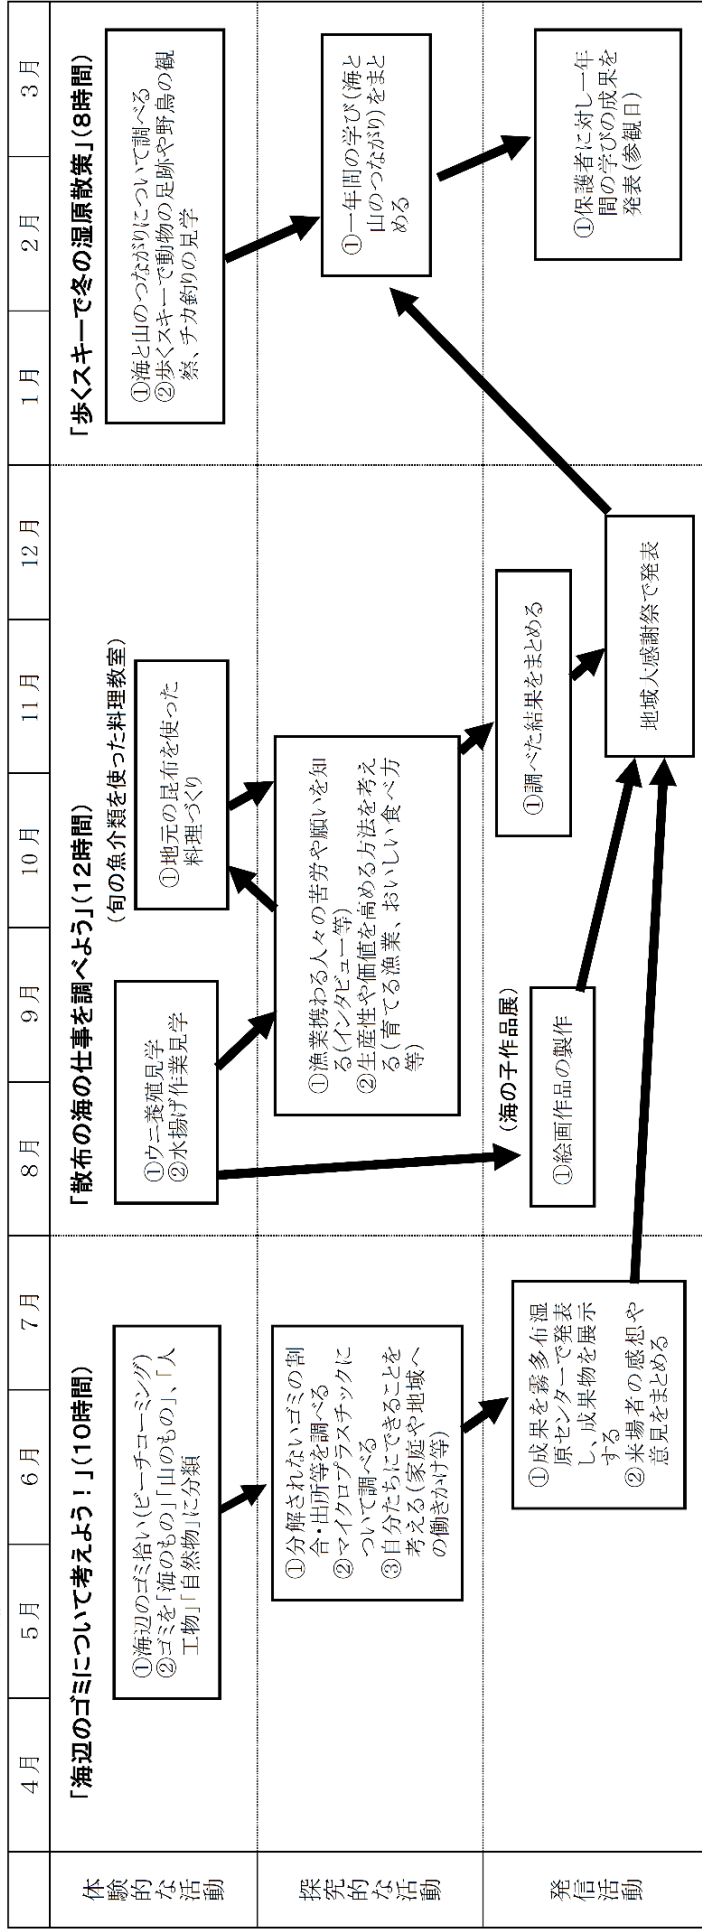 4月
5月
6月
7月
8月
9月
10月
11月
12月
1月
2月
3月
体験的な活動
「海辺のゴミについて考えよう！」(10時間)
①海辺のゴミ拾い(ビーチコーミング)
②ゴミを「海のもの」「山のもの」、「人
工物」「自然物」に分類
「散布の海の仕事を調べよう」(12時間)
①ウニ養殖見学
②水揚げ作業見学
(旬の魚介類を使った料理教室)
①地元の昆布を使った
料理づくり
「歩くスキーで冬の湿原散策」(8時間)
①海と山のつながりについて調べる
②歩くスキーで動物の足跡や野鳥の観
察、チカ釣りの見学
探究的な活動
①分解されないゴミの割
合・出所等を調べる
②マイクロプラスチックに
ついて調べる
③自分たちにできることを
考える(家庭や地域へ
の働きかけ等)
①漁業携わる人々の苦労や願いを知
る(インタビュー等)
②生産性や価値を高める方法を考え
る(育てる漁業、おいしい食べ方
等)
①一年間の学び(海と
山のつながり)をまと
める
発信活動
①成果を霧多布湿
原センターで発表
し、成果物を展示
する
②来場者の感想や
意見をまとめる
(海の子作品展)
①絵画作品の製作
①調べた結果をまとめる
地域大感謝祭で発表
①保護者に対し一年
間の学びの成果を
発表(参観日)